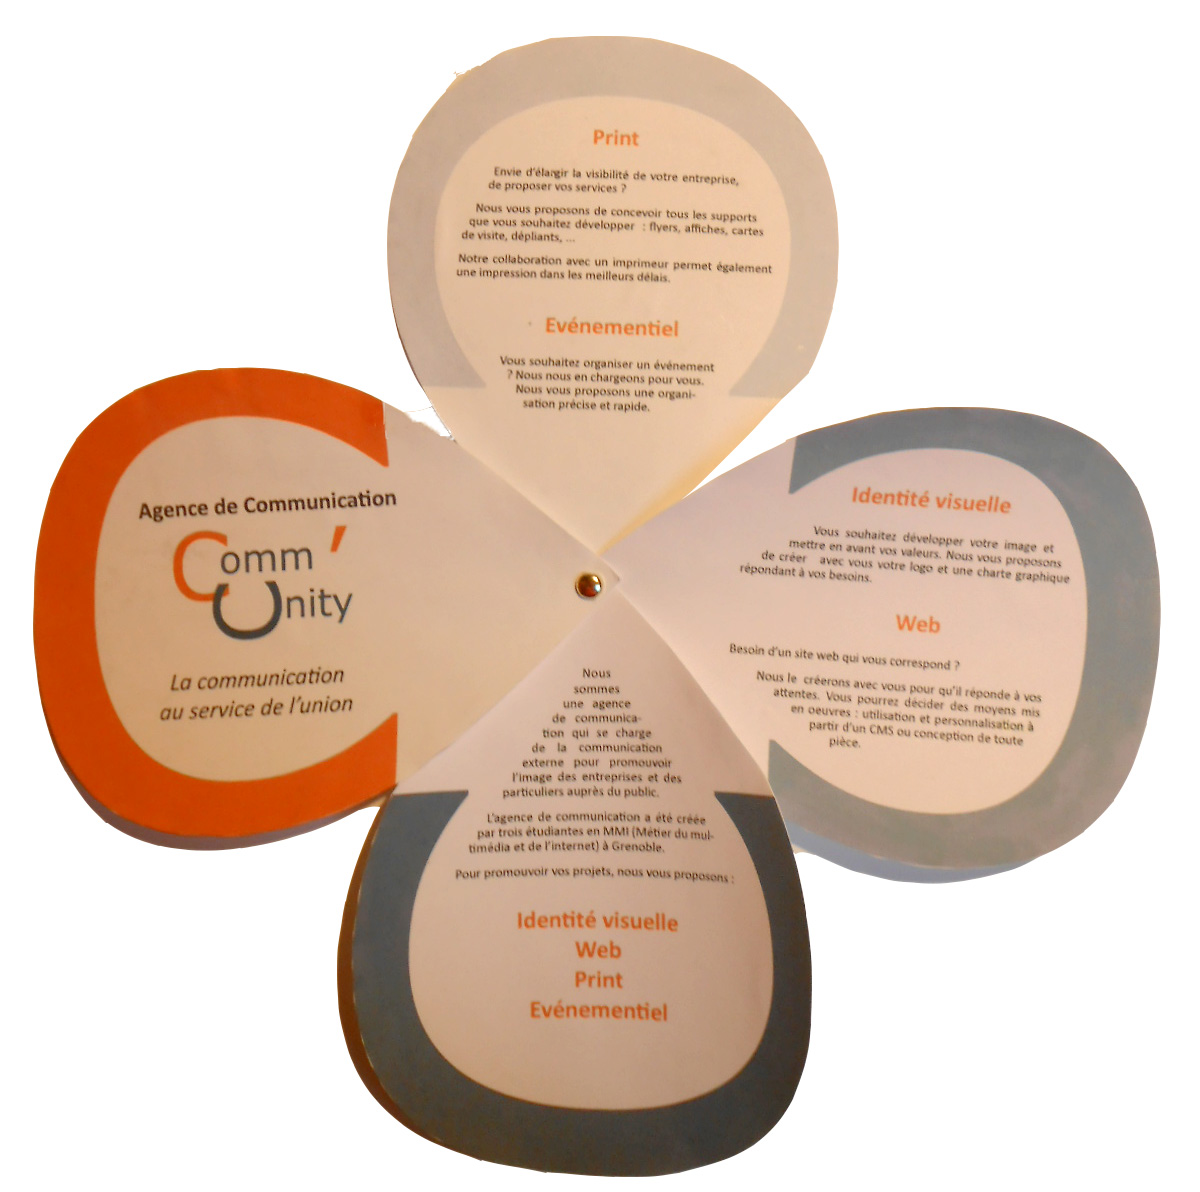 Print
Envie d'élargir la visibilité de votre entreprise,
de proposer vos services ?
Nous vous proposons de concevoir tous les supports
que vous souhaitez développer : flyers, affiches, cartes
de visite, dépliants, ...
Notre collaboration avec un imprimeur permet également
une impression dans les meilleurs délais.
Evénementiel
Vous souhaitez organiser un événement
? Nous nous en chargeons pour vous.
Nous vous proposons une organi-
sation précise et rapide.
Agence de Communication
Comm'
Unity
La communication
au service de l'union
Identité visuelle
Vous souhaitez développer votre image et
mettre en avant vos valeurs. Nous vous proposons
de créer avec vous votre logo et une charte graphique
répondant à vos besoins.
Web
Besoin d'un site web qui vous correspond ?
Nous le créerons avec vous pour qu'il réponde à vos
attentes. Vous pourrez décider des moyens mis
en oeuvres : utilisation et personnalisation à
partir d'un CMS ou conception de toute
pièce.
Nous
sommes
une agence
de communica-
tion qui se charge
de la communication
externe pour promouvoir
l'image des entreprises et des
particuliers auprès du public.
L'agence de communication a été créée
par trois étudiantes en MMI (Métier du mul-
timédia et de l'internet) à Grenoble.
Pour promouvoir vos projets, nous vous proposons :
Identité visuelle
Web
Print
Evénementiel